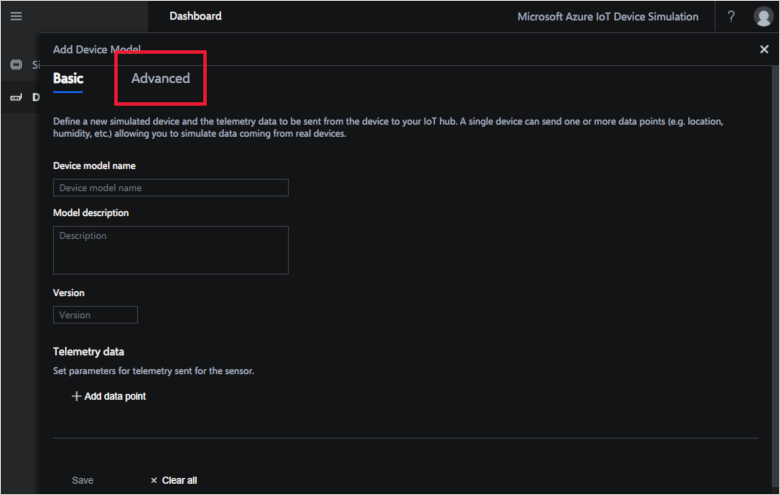 Dashboard
Microsoft Azure IoT Device Simulation
?
Add Device Model
Si
Basic
Advanced
D
Define a new simulated device and the telemetry data to be sent from the device to your IoT hub. A single device can send one or more data points (e.g. location,
humidity, etc.) allowing you to simulate data coming from real devices.
Device model name
Device model name
Model description
Description
Version
Version
Telemetry data
Set parameters for telemetry sent for the sensor.
+ Add data point
Save
× Clear all